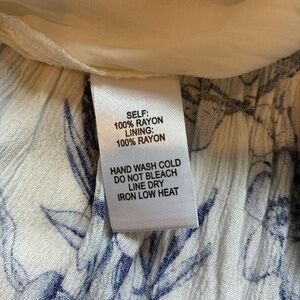 SELF:
100% RAYON
LINING:
100% RAYON
HAND WASH COLD
DO NOT BLEACH
LINE DRY
IRON LOW HEAT